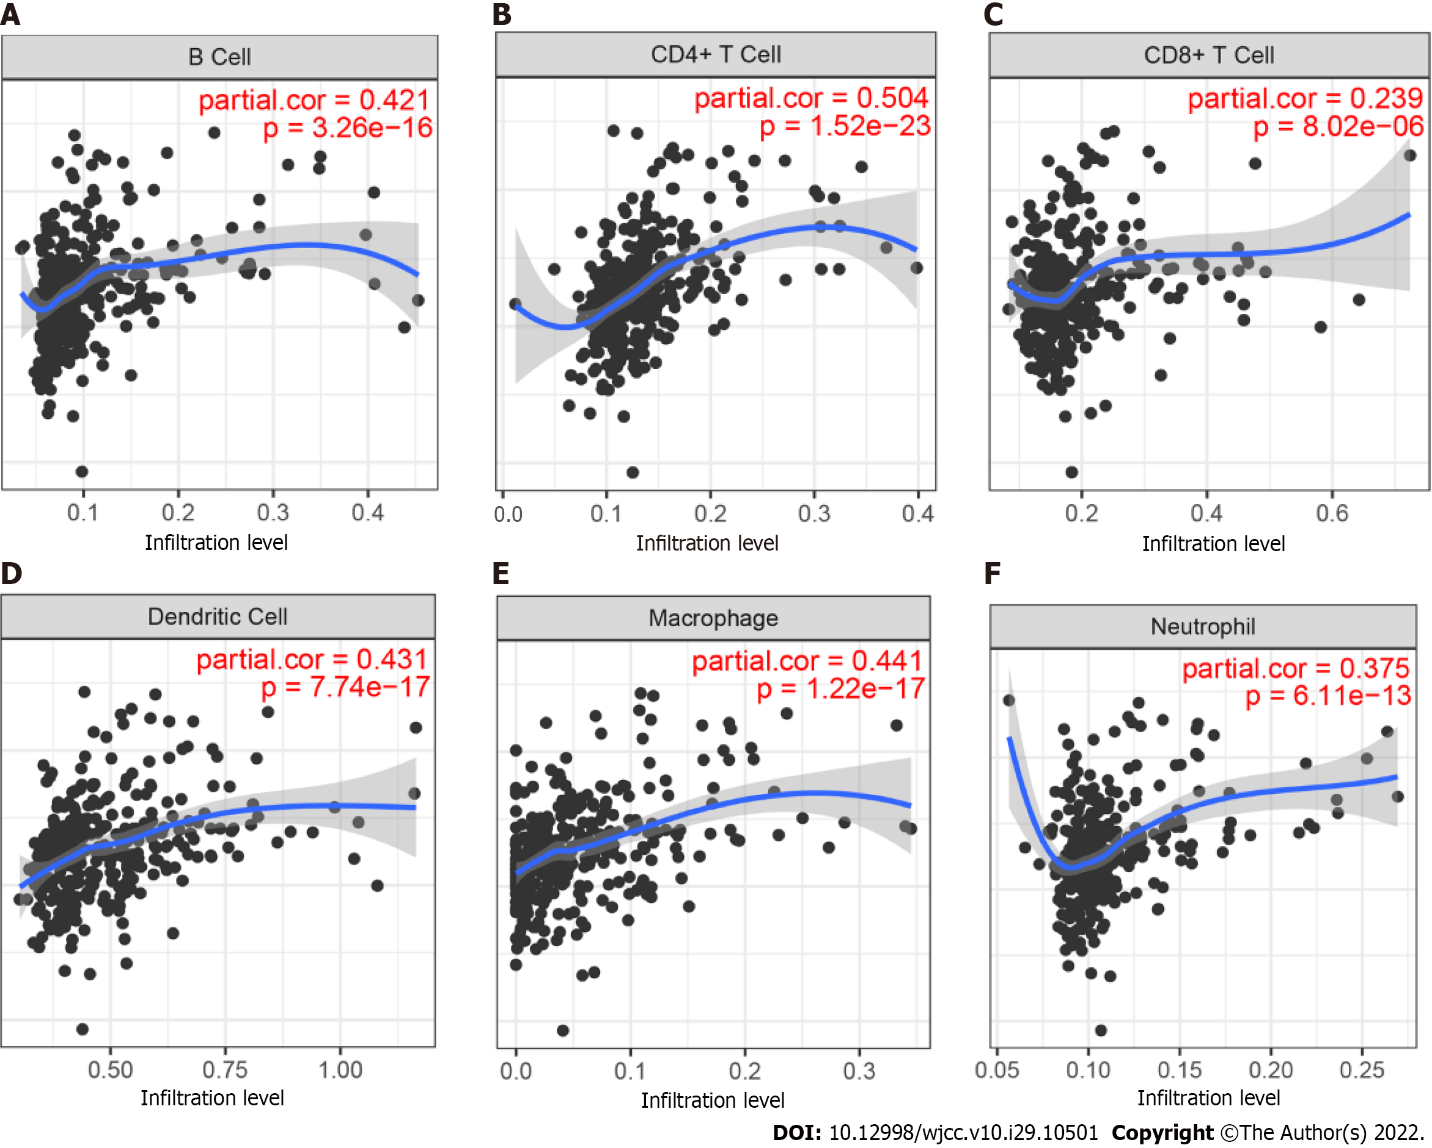 A
B Cell
partial.cor = 0.421
p = 3.26e−16
0.1 0.2 0.3 0.4
Infiltration level
B
CD4+ T Cell
partial.cor = 0.504
p = 1.52e−23
0.0 0.1 0.2 0.3 0.4
Infiltration level
C
CD8+ T Cell
partial.cor = 0.239
p = 8.02e−06
0.2 0.4 0.6
Infiltration level
D
Dendritic Cell
partial.cor = 0.431
p = 7.74e−17
0.50 0.75 1.00
Infiltration level
E
Macrophage
partial.cor = 0.441
p = 1.22e−17
0.0 0.1 0.2 0.3
Infiltration level
F
Neutrophil
partial.cor = 0.375
p = 6.11e−13
0.05 0.10 0.15 0.20 0.25
Infiltration level
DOI: 10.12998/wjcc.v10.i29.10501 Copyright ©The Author(s) 2022.